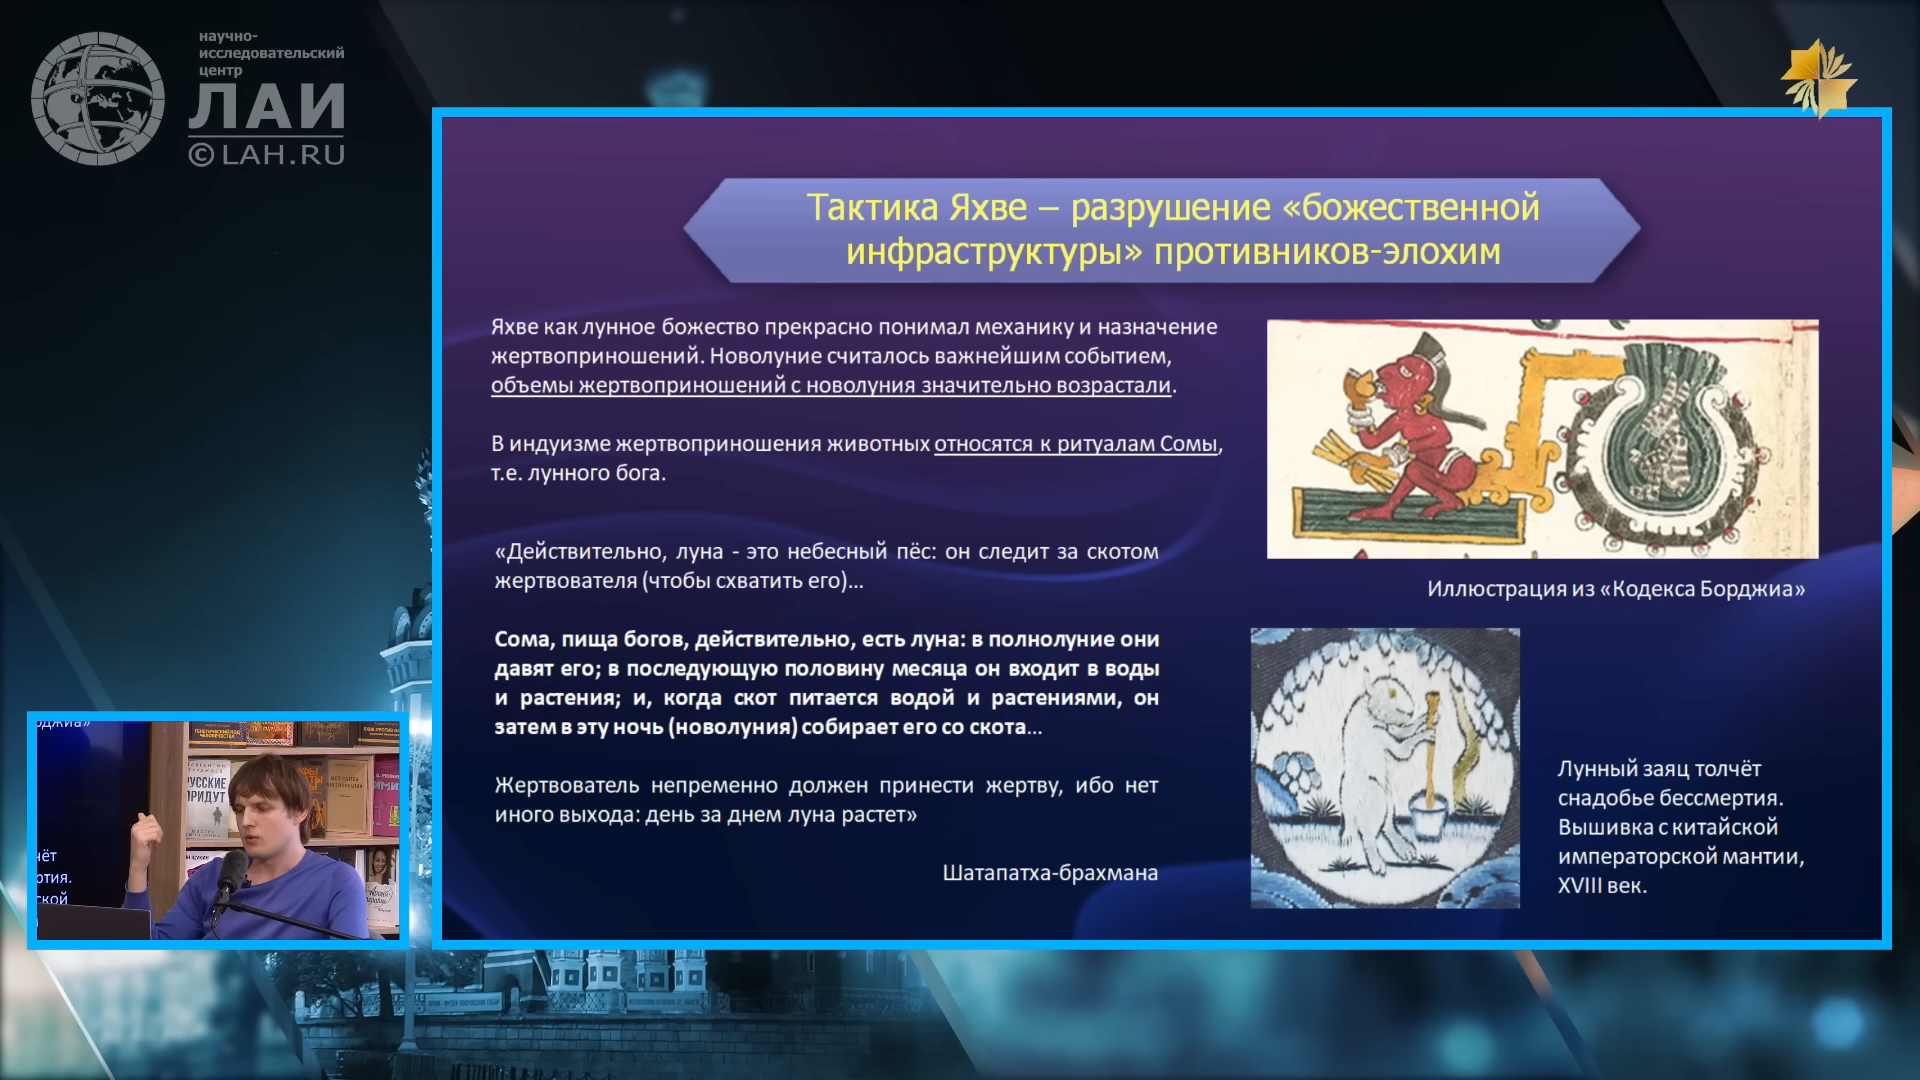 научно-
исследовательский
центр
ЛАИ
© LAH.RU
Тактика Яхве – разрушение «божественной
инфраструктуры» противников-элохим
Яхве как лунное божество прекрасно понимал механику и назначение
жертвоприношений. Новолуние считалось важнейшим событием,
объемы жертвоприношений с новолуния значительно возрастали.
В индуизме жертвоприношения животных относятся к ритуалам Сомы,
т.е. лунного бога.
«Действительно, луна - это небесный пёс: он следит за скотом
жертвователя (чтобы схватить его)...
Сома, пища богов, действительно, есть луна: в полнолуние они
давят его; в последующую половину месяца он входит в воды
и растения; и, когда скот питается водой и растениями, он
затем в эту ночь (новолуния) собирает его со скота...
Жертвователь непременно должен принести жертву, ибо нет
иного выхода: день за днем луна растет»
Шатапатха-брахмана
Иллюстрация из «Кодекса Борджиа»
Лунный заяц толчёт
снадобье бессмертия.
Вышивка с китайской
императорской мантии,
XVIII век.
РУССКИЕ
ПРИДУТ